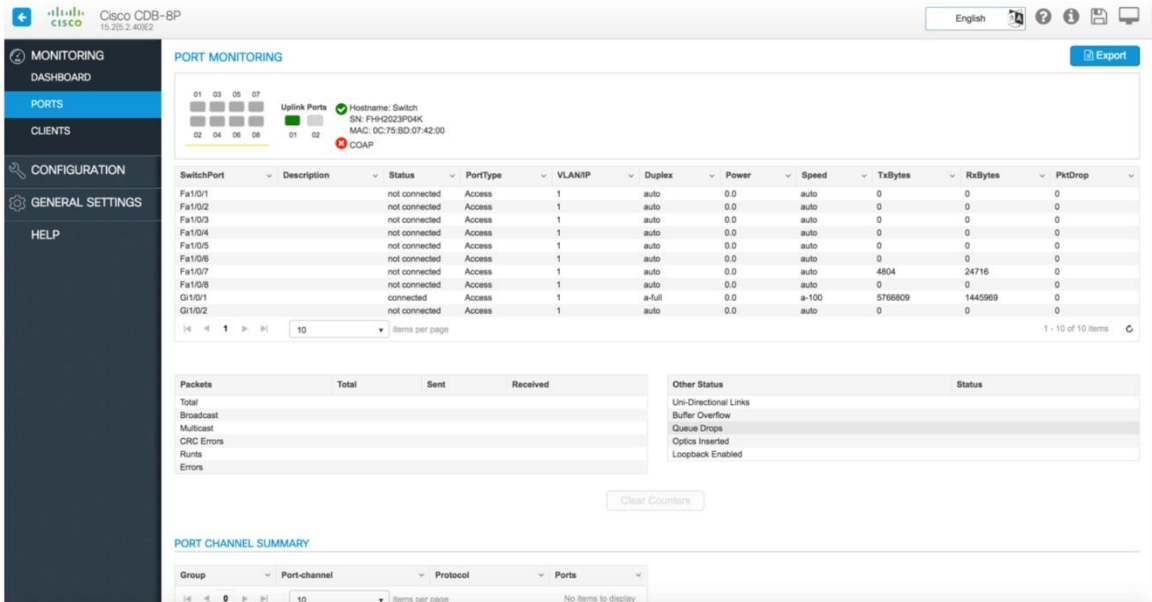 CISCO Cisco CDB-8P
15.2(5.2.40)E2
English
MONITORING
DASHBOARD
PORTS
CLIENTS
CONFIGURATION
GENERAL SETTINGS
HELP
PORT MONITORING Export
01 03 05 07
02 04 06 08
Uplink Ports
01 02
Hostname: Switch
SN: FHH2023P04K
MAC: 0C:75:BD:07:42:00
COAP
SwitchPort Description Status PortType VLAN/IP Duplex Power Speed TxBytes RxBytes PktDrop
Fa1/0/1 not connected Access 1 auto 0.0 auto 0 0 0
Fa1/0/2 not connected Access 1 auto 0.0 auto 0 0 0
Fa1/0/3 not connected Access 1 auto 0.0 auto 0 0 0
Fa1/0/4 not connected Access 1 auto 0.0 auto 0 0 0
Fa1/0/5 not connected Access 1 auto 0.0 auto 0 0 0
Fa1/0/6 not connected Access 1 auto 0.0 auto 0 0 0
Fa1/0/7 not connected Access 1 auto 0.0 auto 4804 24716 0
Fa1/0/8 not connected Access 1 auto 0.0 auto 0 0 0
Gi1/0/1 connected Access 1 a-full 0.0 a-100 5766809 1445969 0
Gi1/0/2 not connected Access 1 auto 0.0 auto 0 0 0
1 10 items per page 1 - 10 of 10 items
Packets Total Sent Received
Total
Broadcast
Multicast
CRC Errors
Runts
Errors
Other Status Status
Uni-Directional Links
Buffer Overflow
Queue Drops
Optics Inserted
Loopback Enabled
Clear Counters
PORT CHANNEL SUMMARY
Group Port-channel Protocol Ports
0 10 items per page No items to display